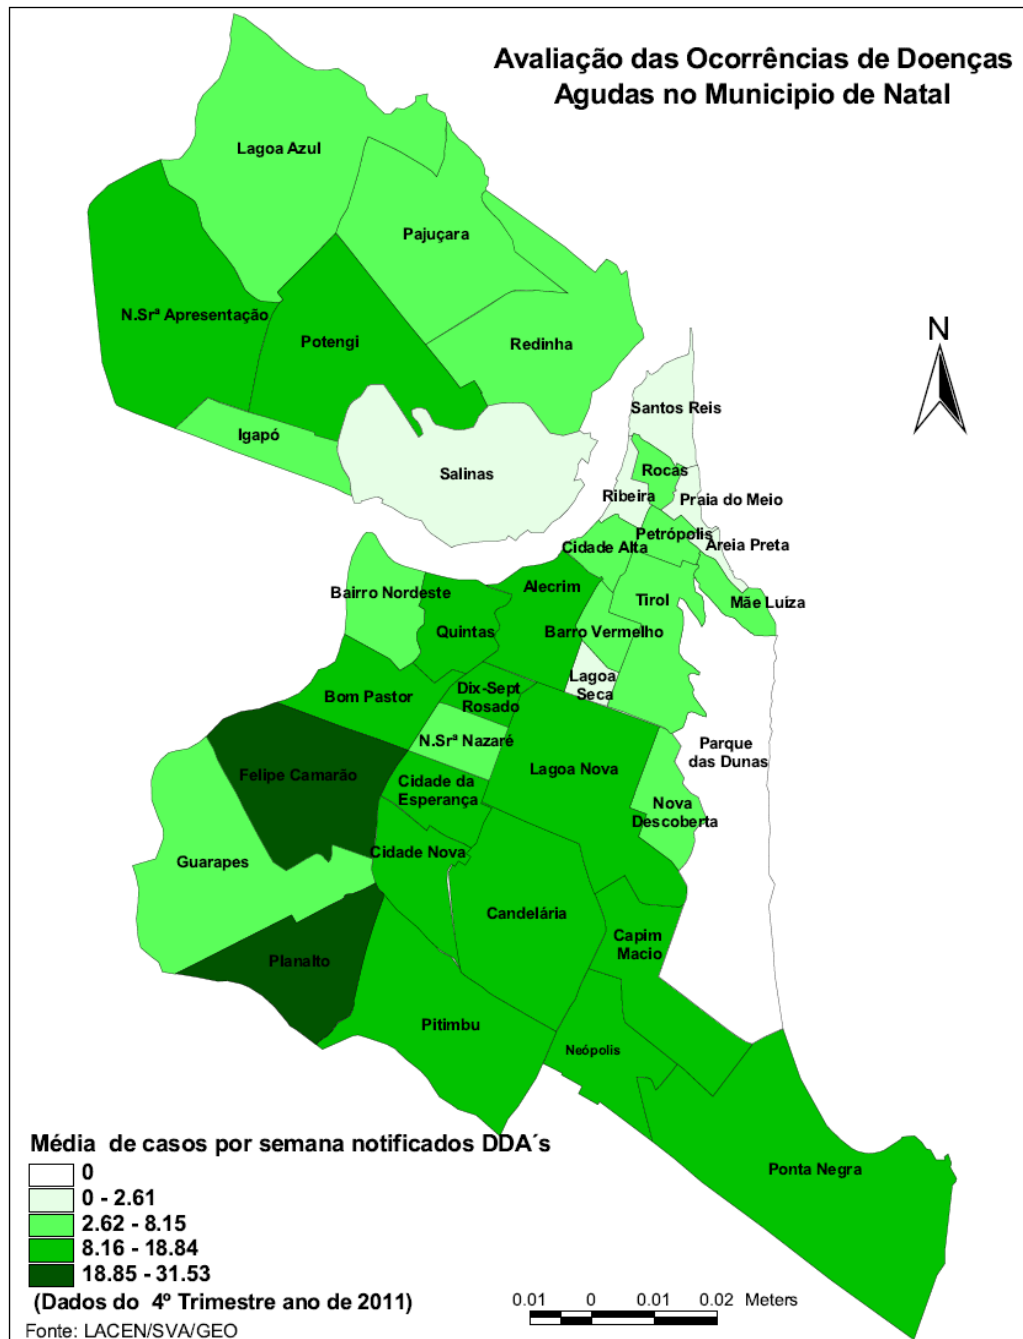 Avaliação das Ocorrências de Doenças
Agudas no Municipio de Natal
Lagoa Azul
Pajuçara
N.Srª Apresentação
Potengi
Redinha
N
Santos Reis
Igapó
Salinas
Rocas
Ribeira
Praia do Meio
Petrópolis
Cidade Alta
Areia Preta
Alecrim
Bairro Nordeste
Tirol
Mãe Luíza
Quintas
Barro Vermelho
Lagoa
Seca
Bom Pastor
Dix-Sept
Rosado
N.Srª Nazaré
Parque
das Dunas
Felipe Camarão
Cidade da
Esperança
Lagoa Nova
Nova
Descoberta
Guarapes
Cidade Nova
Candelária
Capim
Macio
Planalto
Pitimbu
Neópolis
Ponta Negra
Média  de casos por semana notificados DDA´s
0
0 - 2.61
2.62 - 8.15
8.16 - 18.84
18.85 - 31.53
(Dados do  4º Trimestre ano de 2011)
0.01 0 0.01 0.02 Meters
Fonte: LACEN/SVA/GEO